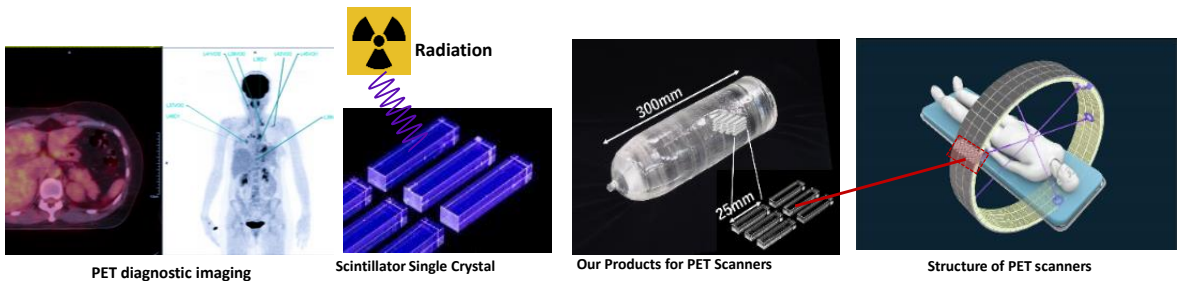 Radiation
300mm
25mm
PET diagnostic imaging
Scintillator Single Crystal
Our Products for PET Scanners
Structure of PET scanners